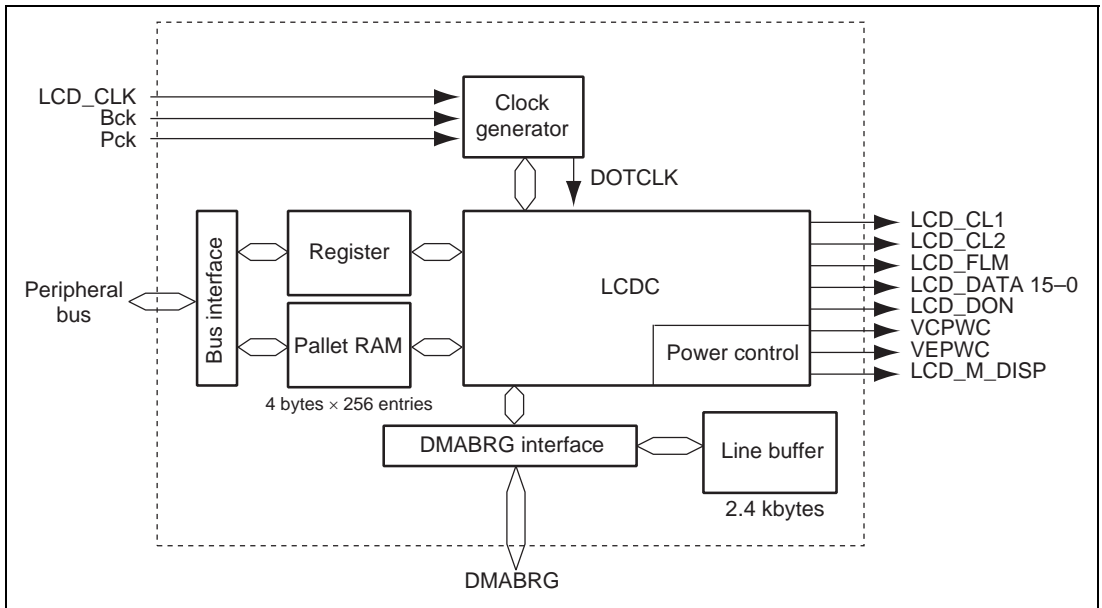 LCD_CLK
Bck
Pck
Clock
generator
DOTCLK
Peripheral
bus
Bus interface
Register
Pallet RAM
4 bytes × 256 entries
LCDC
Power control
LCD_CL1
LCD_CL2
LCD_FLM
LCD_DATA 15–0
LCD_DON
VCPWC
VEPWC
LCD_M_DISP
DMABRG interface
Line buffer
2.4 kbytes
DMABRG